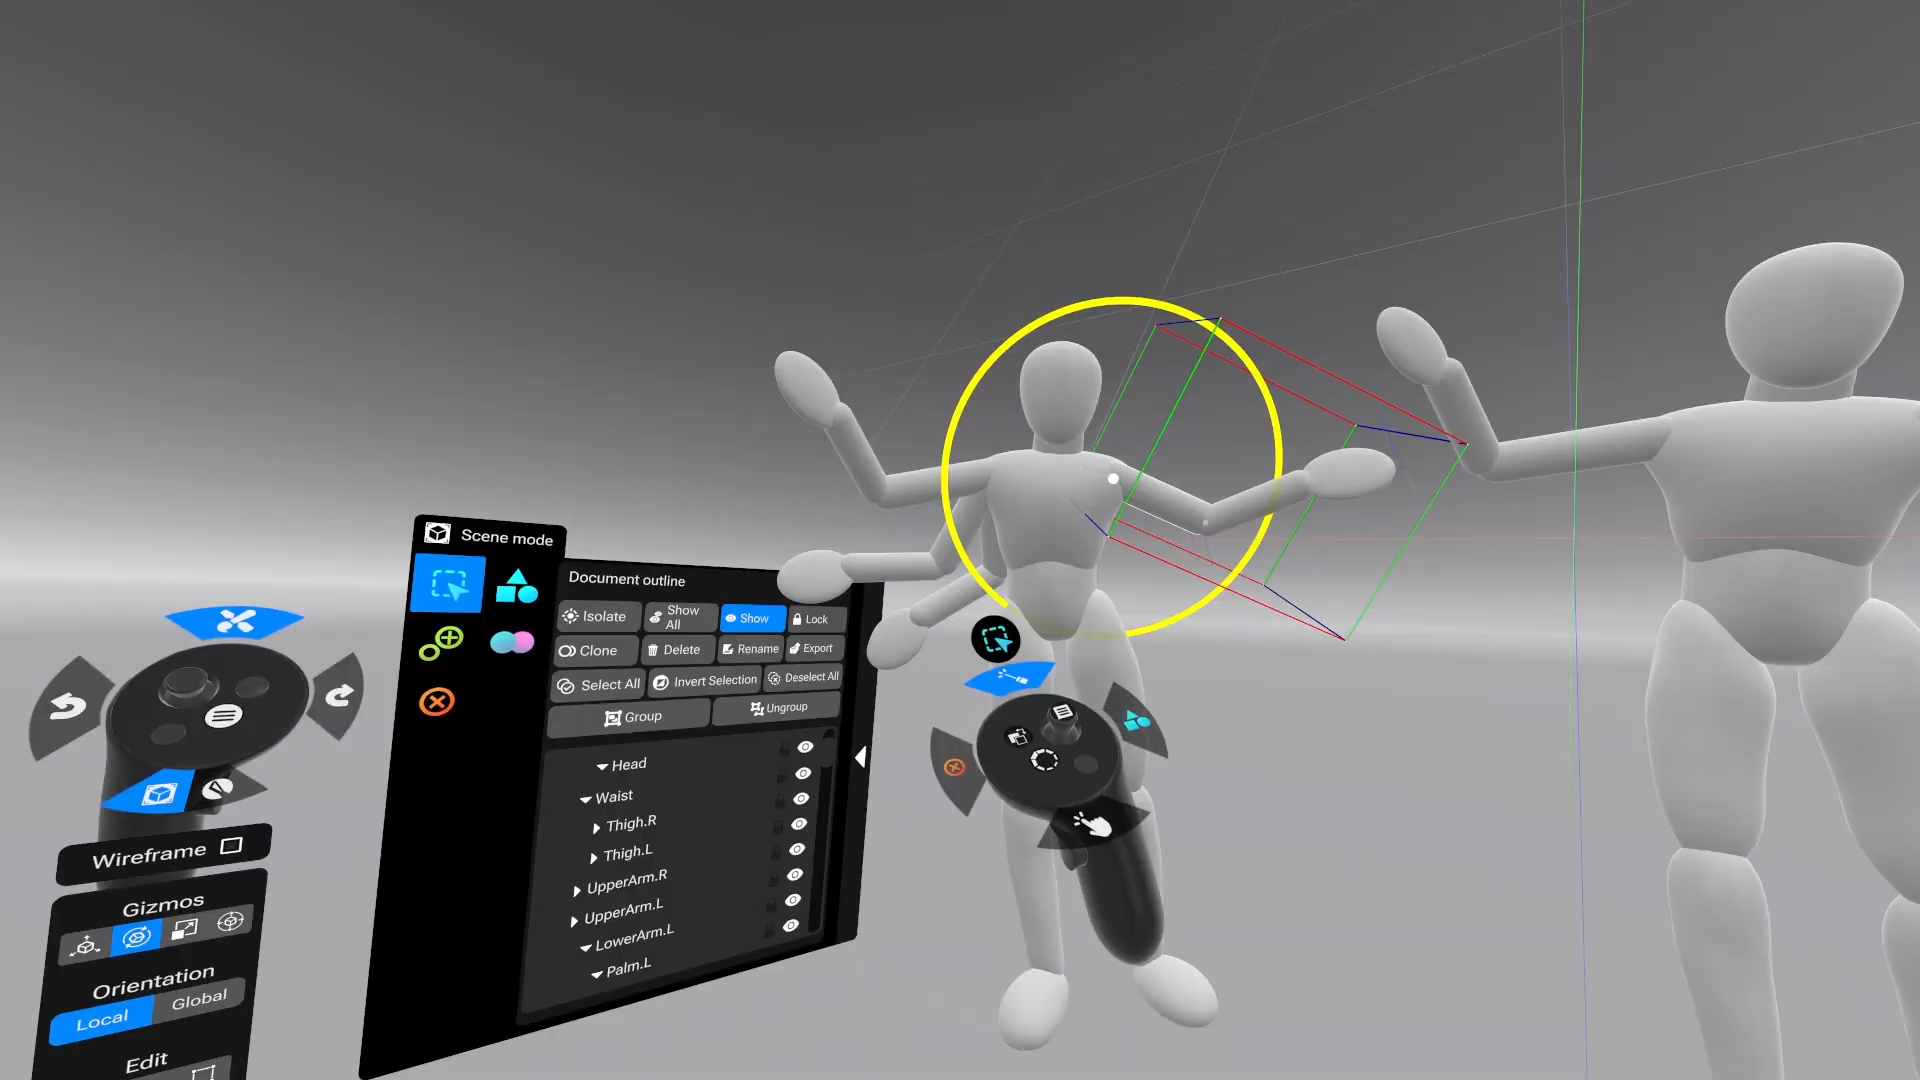 Scene mode
Document outline
Isolate
Show All
Show
Lock
Clone
Delete
Rename
Export
Select All
Invert Selection
Deselect All
Group
Ungroup
Head
Waist
Thigh.R
Thigh.L
UpperArm.R
UpperArm.L
LowerArm.L
Palm.L
Wireframe
Gizmos
Orientation
Local
Global
Edit